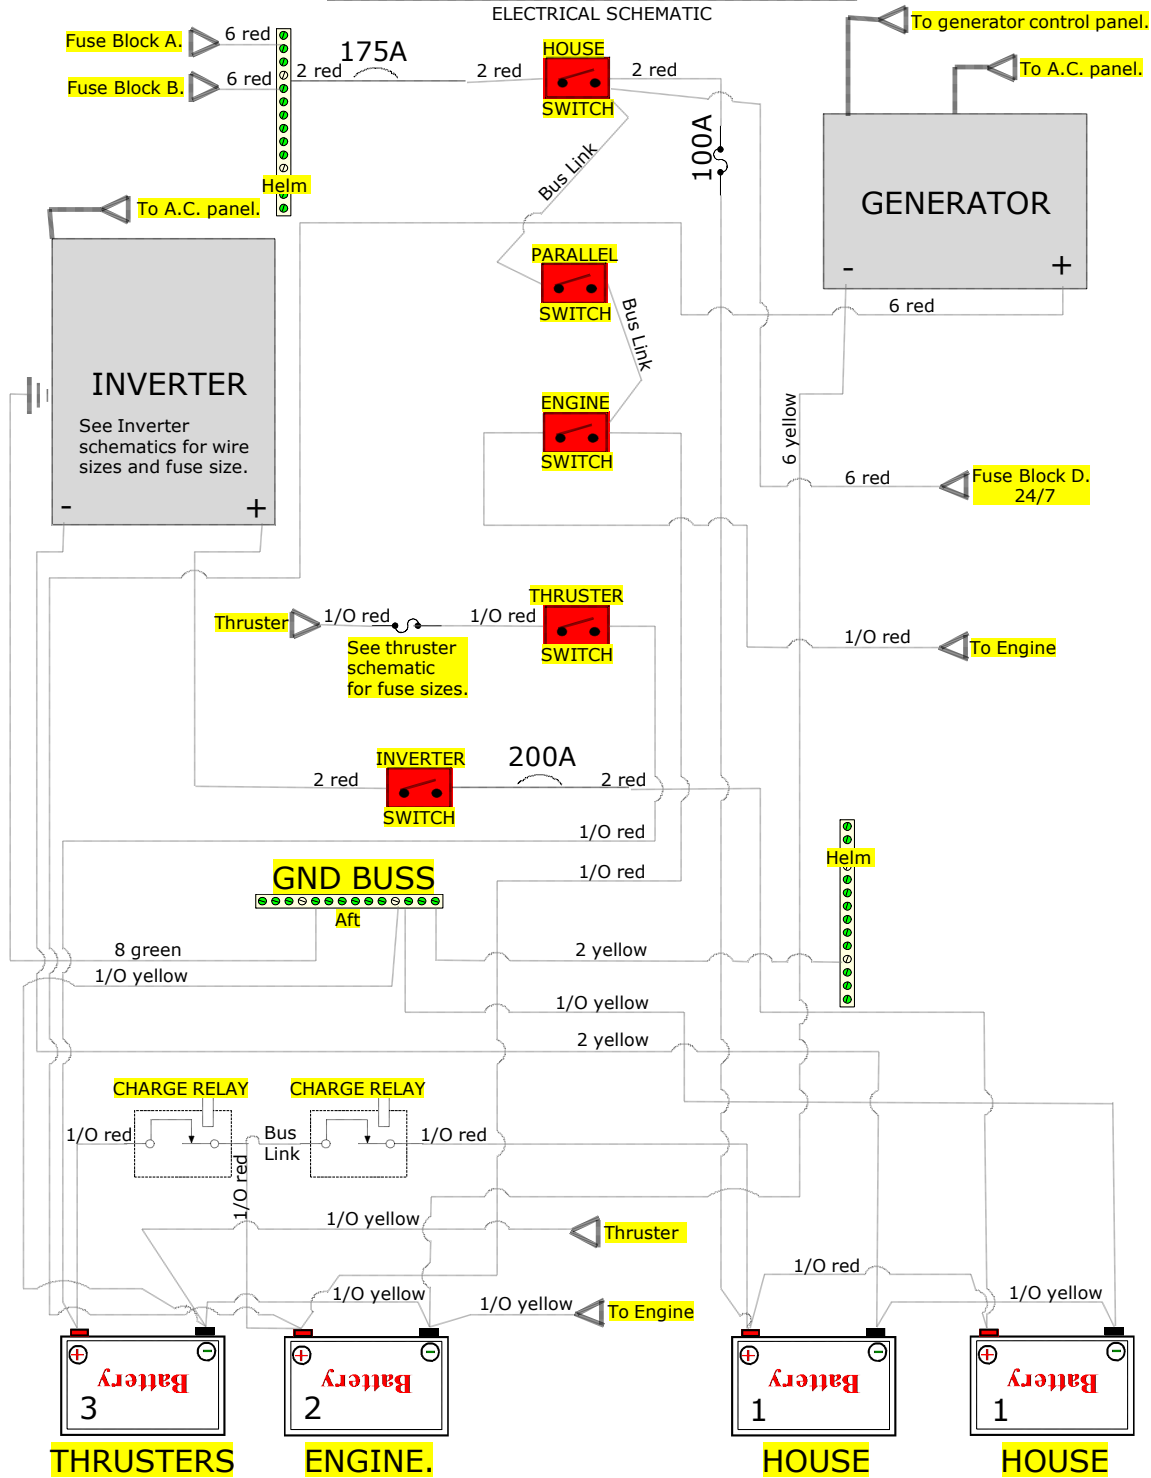 ELECTRICAL SCHEMATIC
To generator control panel.
Fuse Block A.
6 red
175A
HOUSE
To A.C. panel.
2 red
2 red
2 red
Fuse Block B.
6 red
SWITCH
100A
Bus Link
Helm
To A.C. panel.
GENERATOR
PARALLEL
- +
SWITCH
6 red
Bus Link
INVERTER
See Inverter
schematics for wire
sizes and fuse size.
ENGINE
SWITCH
6 yellow
6 red
Fuse Block D.
24/7
- +
THRUSTER
Thruster
1/O red
1/O red
SWITCH
See thruster
schematic
for fuse sizes.
1/O red
To Engine
INVERTER
200A
2 red
2 red
SWITCH
1/O red
Helm
GND BUSS
1/O red
Aft
8 green
2 yellow
1/O yellow
1/O yellow
2 yellow
CHARGE RELAY
CHARGE RELAY
1/O red
Bus
Link
1/O red
1/O red
1/O yellow
Thruster
1/O red
1/O yellow
1/O yellow
To Engine
1/O yellow
+ -
+ -
+ -
+ -
Battery
Battery
Battery
Battery
3
2
1
1
THRUSTERS
ENGINE.
HOUSE
HOUSE